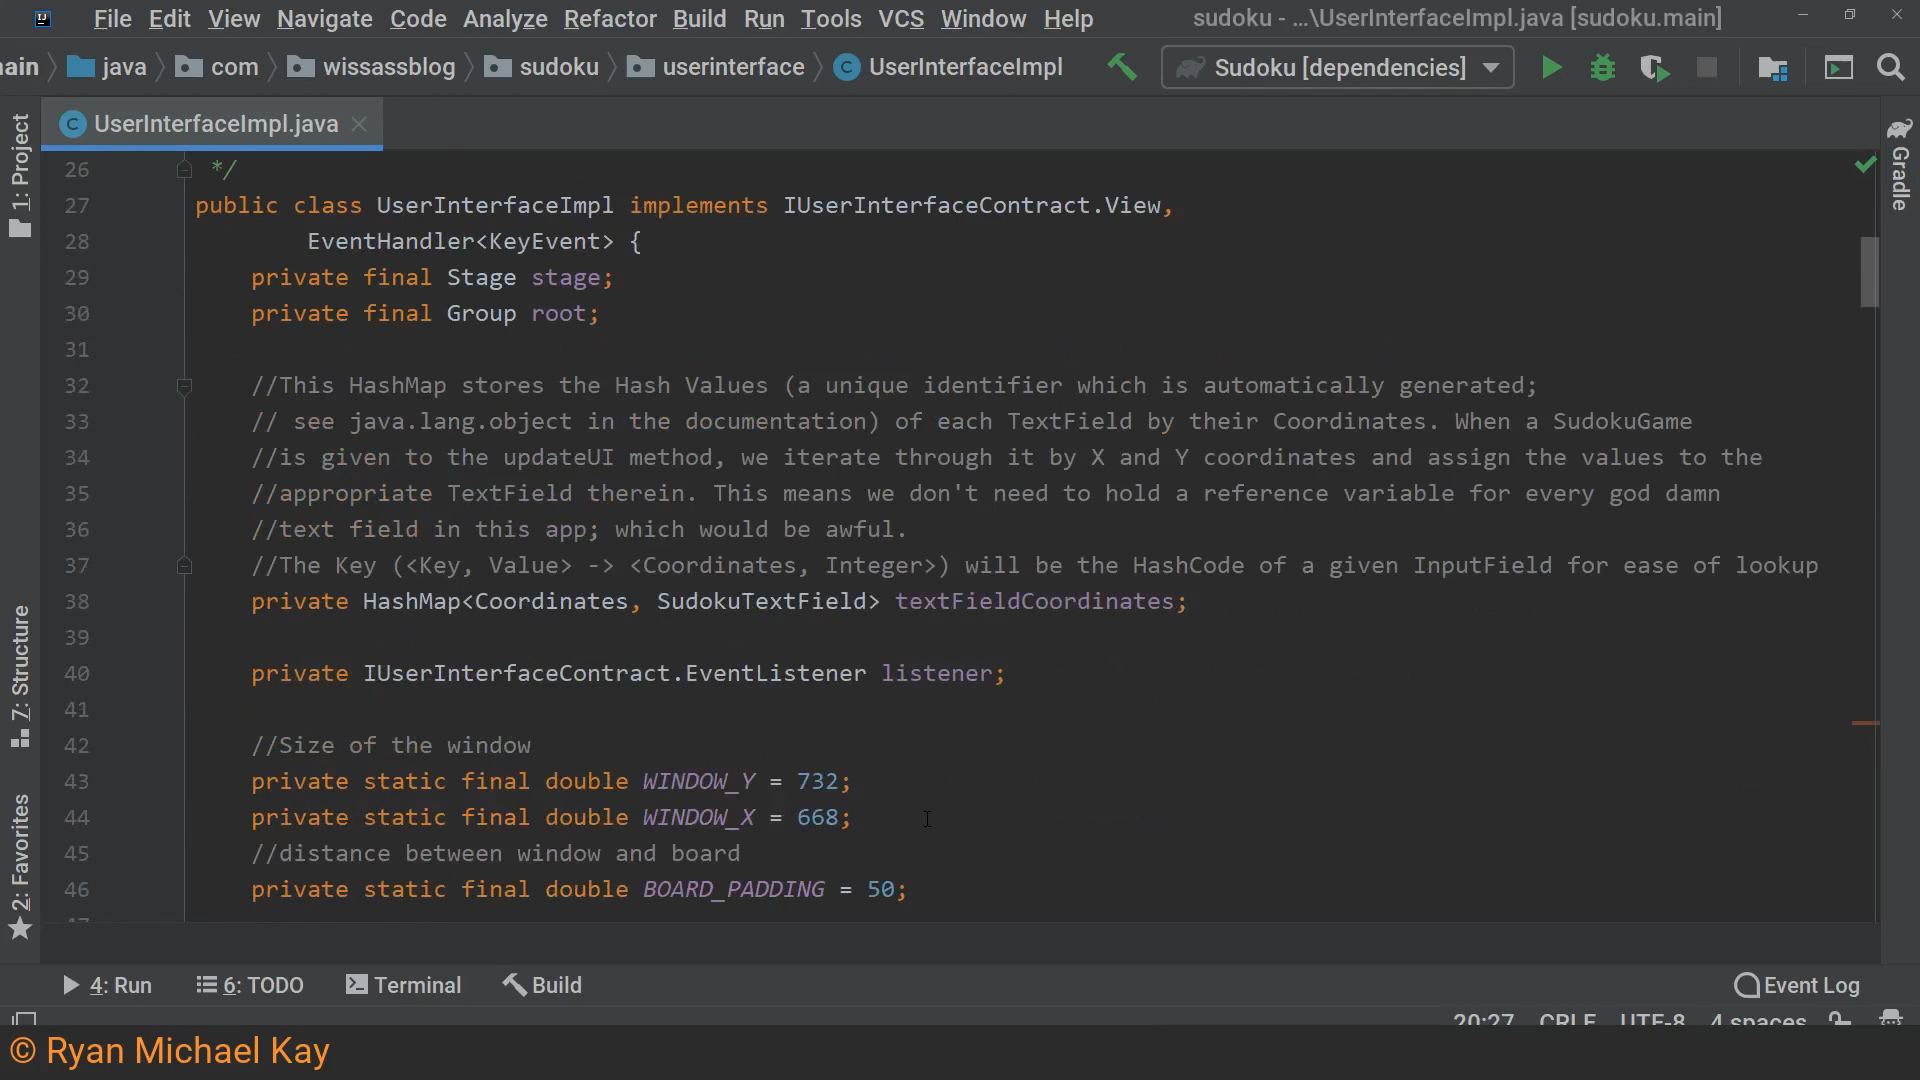 File Edit View Navigate Code Analyze Refactor Build Run Tools VCS Window Help sudoku - ...\UserInterfaceImpl.java [sudoku.main]
ain java com wissassblog sudoku userinterface C UserInterfaceImpl Sudoku [dependencies]
C UserInterfaceImpl.java
1: Project
7: Structure
2: Favorites
Gradle
26 */
27 public class UserInterfaceImpl implements IUserInterfaceContract.View,
28 EventHandler<KeyEvent> {
29 private final Stage stage;
30 private final Group root;
31
32 //This HashMap stores the Hash Values (a unique identifier which is automatically generated;
33 // see java.lang.object in the documentation) of each TextField by their Coordinates. When a SudokuGame
34 //is given to the updateUI method, we iterate through it by X and Y coordinates and assign the values to the
35 //appropriate TextField therein. This means we don't need to hold a reference variable for every god damn
36 //text field in this app; which would be awful.
37 //The Key (<Key, Value> -> <Coordinates, Integer>) will be the HashCode of a given InputField for ease of lookup
38 private HashMap<Coordinates, SudokuTextField> textFieldCoordinates;
39
40 private IUserInterfaceContract.EventListener listener;
41
42 //Size of the window
43 private static final double WINDOW_Y = 732;
44 private static final double WINDOW_X = 668;
45 //distance between window and board
46 private static final double BOARD_PADDING = 50;
4: Run 6: TODO Terminal Build Event Log
20:27 CRLF UTF-8 4 spaces
© Ryan Michael Kay